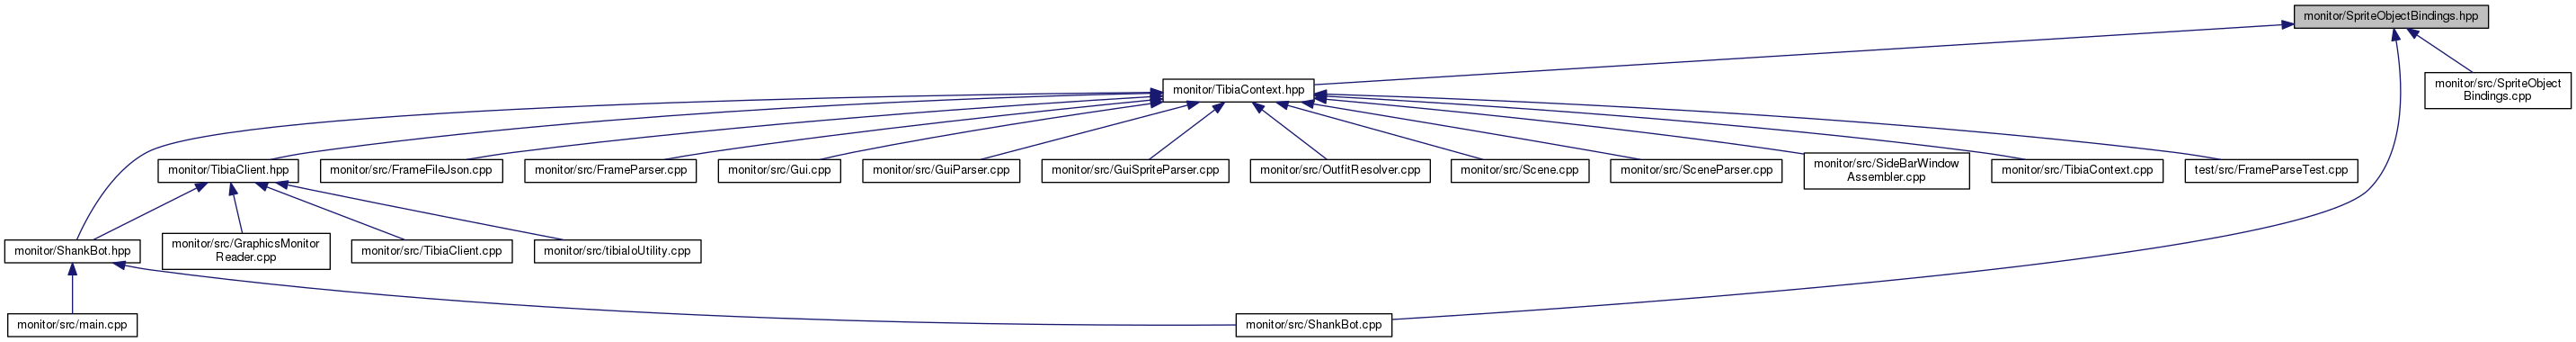 monitor/SpriteObjectBindings.hpp
monitor/TibiaContext.hpp
monitor/src/SpriteObject
Bindings.cpp
monitor/TibiaClient.hpp
monitor/src/FrameFileJson.cpp
monitor/src/FrameParser.cpp
monitor/src/Gui.cpp
monitor/src/GuiParser.cpp
monitor/src/GuiSpriteParser.cpp
monitor/src/OutfitResolver.cpp
monitor/src/Scene.cpp
monitor/src/SceneParser.cpp
monitor/src/SideBarWindow
Assembler.cpp
monitor/src/TibiaContext.cpp
test/src/FrameParseTest.cpp
monitor/ShankBot.hpp
monitor/src/GraphicsMonitor
Reader.cpp
monitor/src/TibiaClient.cpp
monitor/src/tibiaIoUtility.cpp
monitor/src/main.cpp
monitor/src/ShankBot.cpp